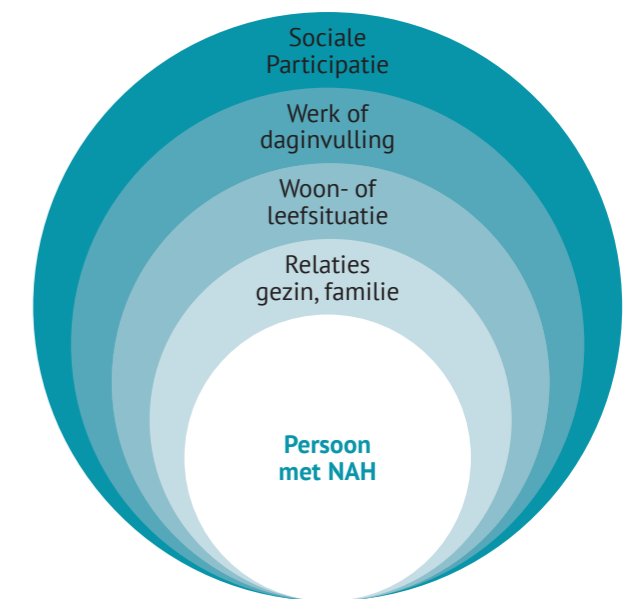 Sociale
Participatie
Werk of
daginvulling
Woon- of
leefsituatie
Relaties
gezin, familie
Persoon
met NAH